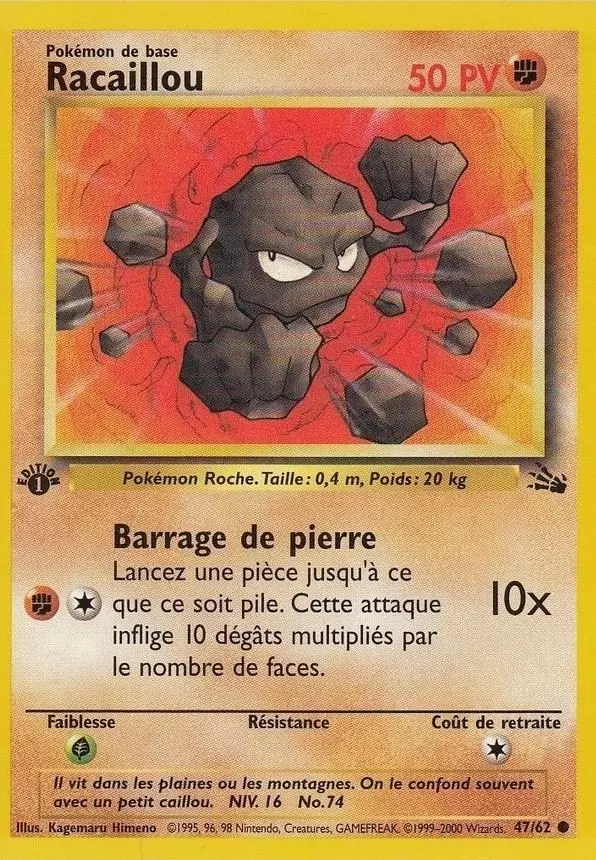 Pokémon de base
Racaillou
50 PV
EDITION
1
Pokémon Roche. Taille: 0,4 m, Poids: 20 kg
Barrage de pierre
Lancez une pièce jusqu'à ce
que ce soit pile. Cette attaque
inflige 10 dégâts multipliés par
le nombre de faces.
10x
Faiblesse Résistance Coût de retraite
Il vit dans les plaines ou les montagnes. On le confond souvent
avec un petit caillou. NIV. 16 No.74
Illus. Kagemaru Himeno ©1995, 96, 98 Nintendo, Creatures, GAMEFREAK. ©1999-2000 Wizards. 47/62